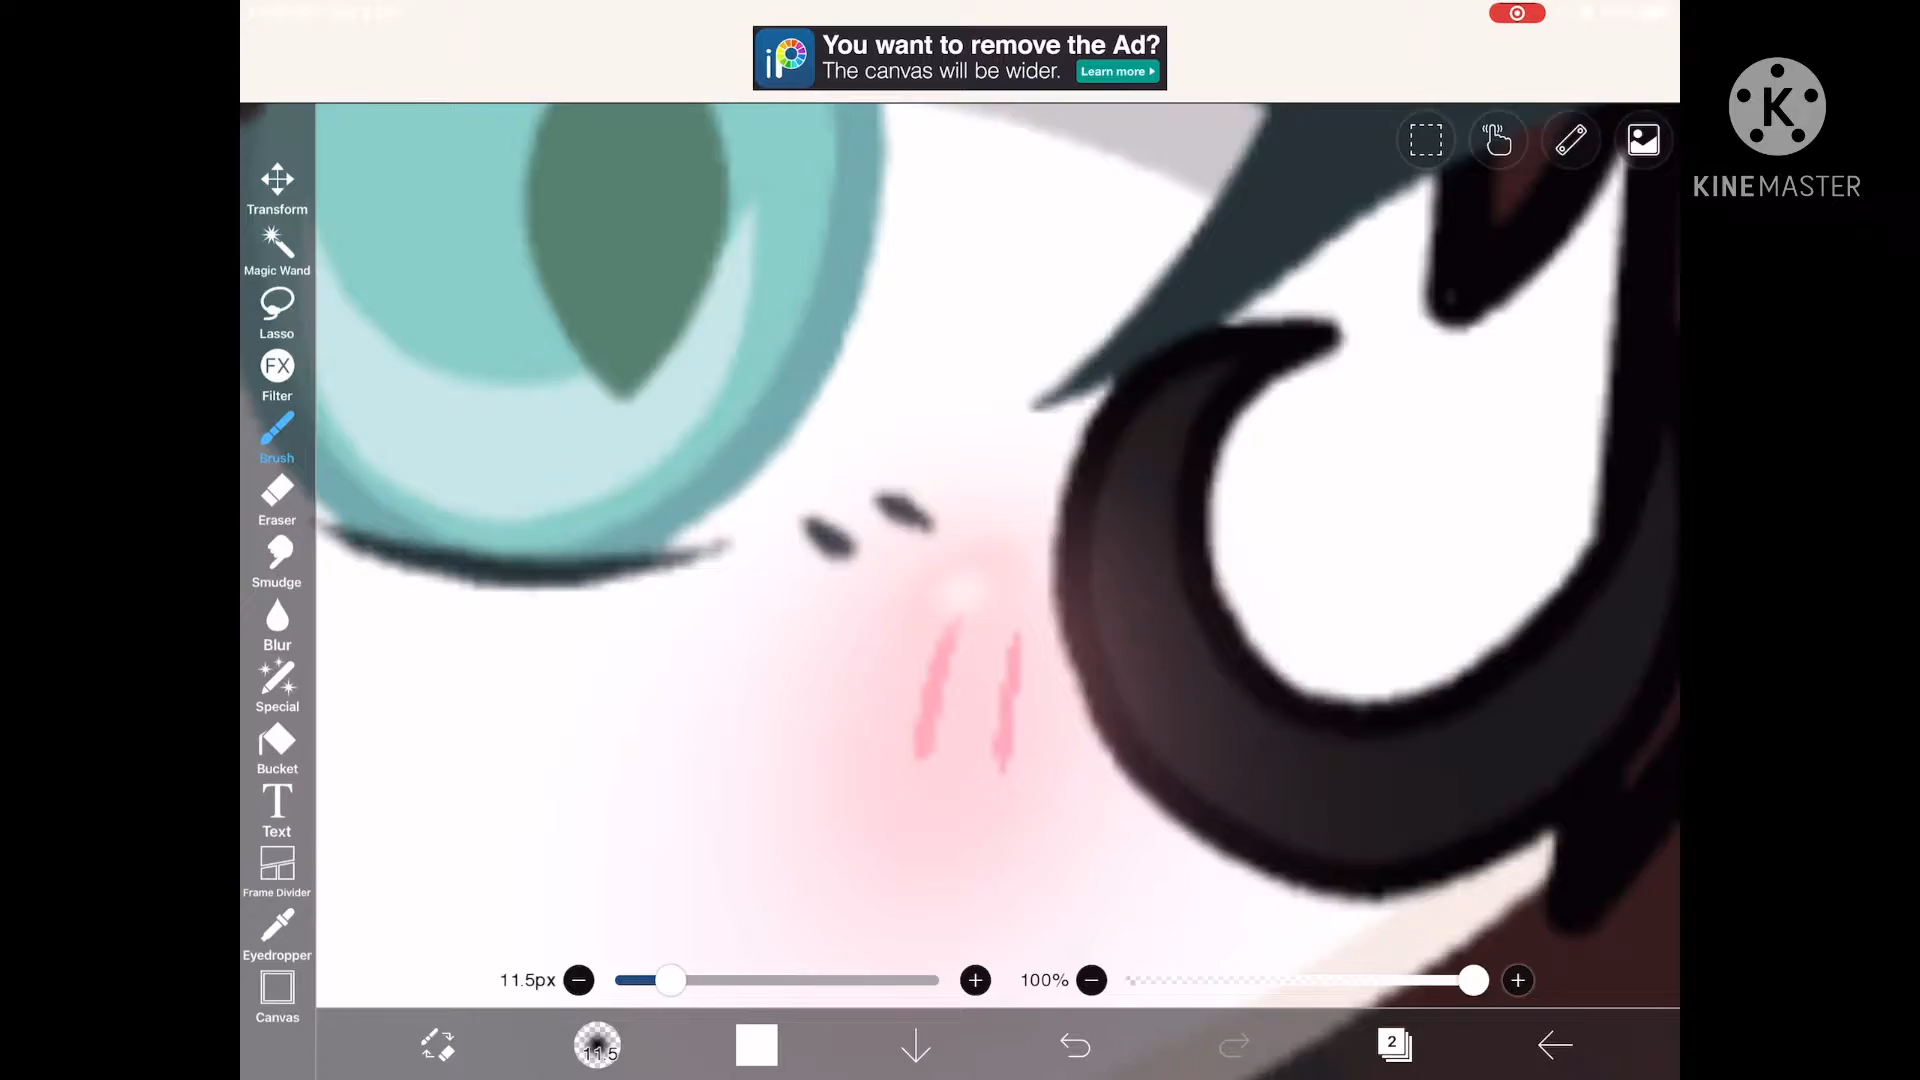 iP
You want to remove the Ad?
The canvas will be wider.
Learn more
K
KINEMASTER
Transform
Magic Wand
Lasso
FX
Filter
Brush
Eraser
Smudge
Blur
Special
Bucket
T
Text
Frame Divider
Eyedropper
Canvas
11.5px
100%
11.5
2